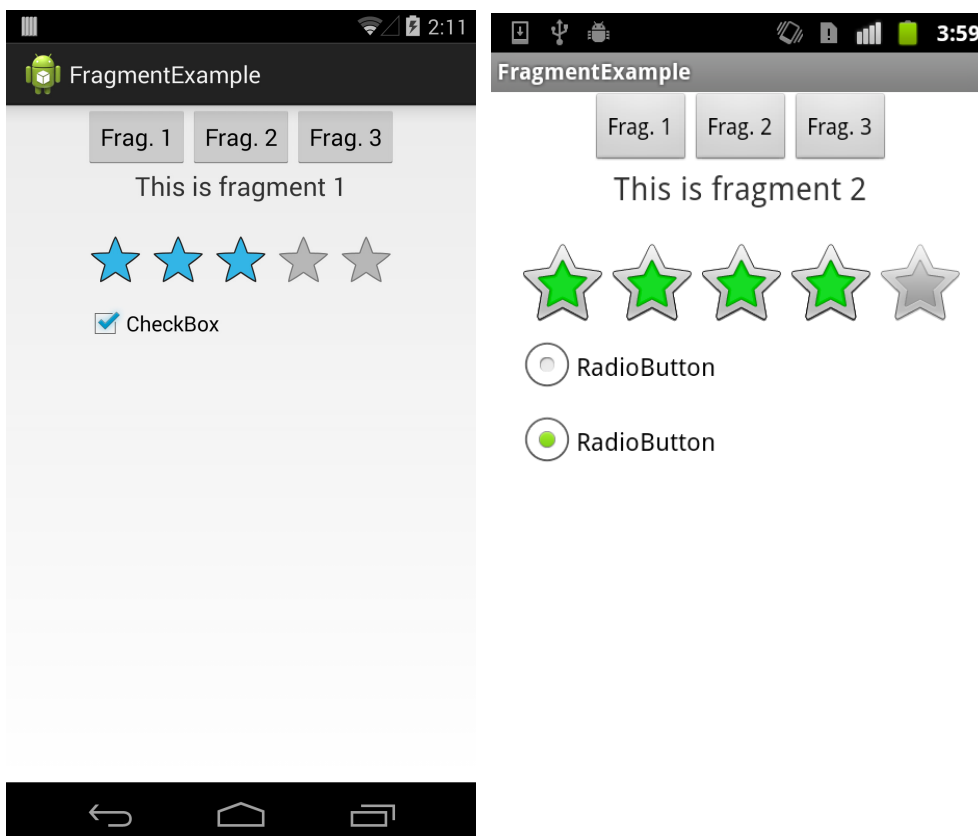 2:11
FragmentExample
Frag. 1 Frag. 2 Frag. 3
This is fragment 1
CheckBox
3:59
FragmentExample
Frag. 1 Frag. 2 Frag. 3
This is fragment 2
RadioButton
RadioButton